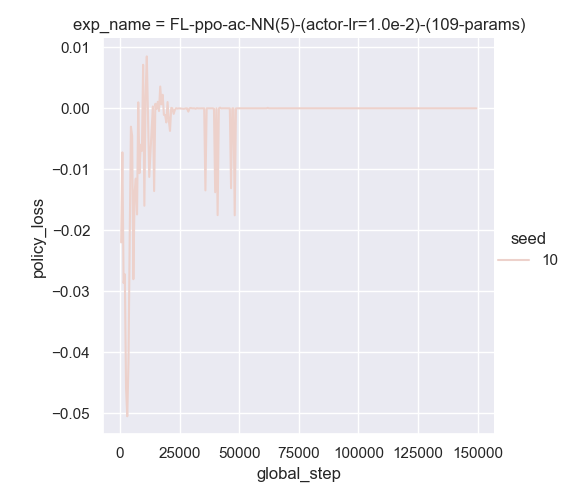 exp_name = FL-ppo-ac-NN(5)-(actor-lr=1.0e-2)-(109-params)
0.01
0.00
−0.01
−0.02
−0.03
−0.04
−0.05
policy_loss
0 25000 50000 75000 100000 125000 150000
global_step
seed
10